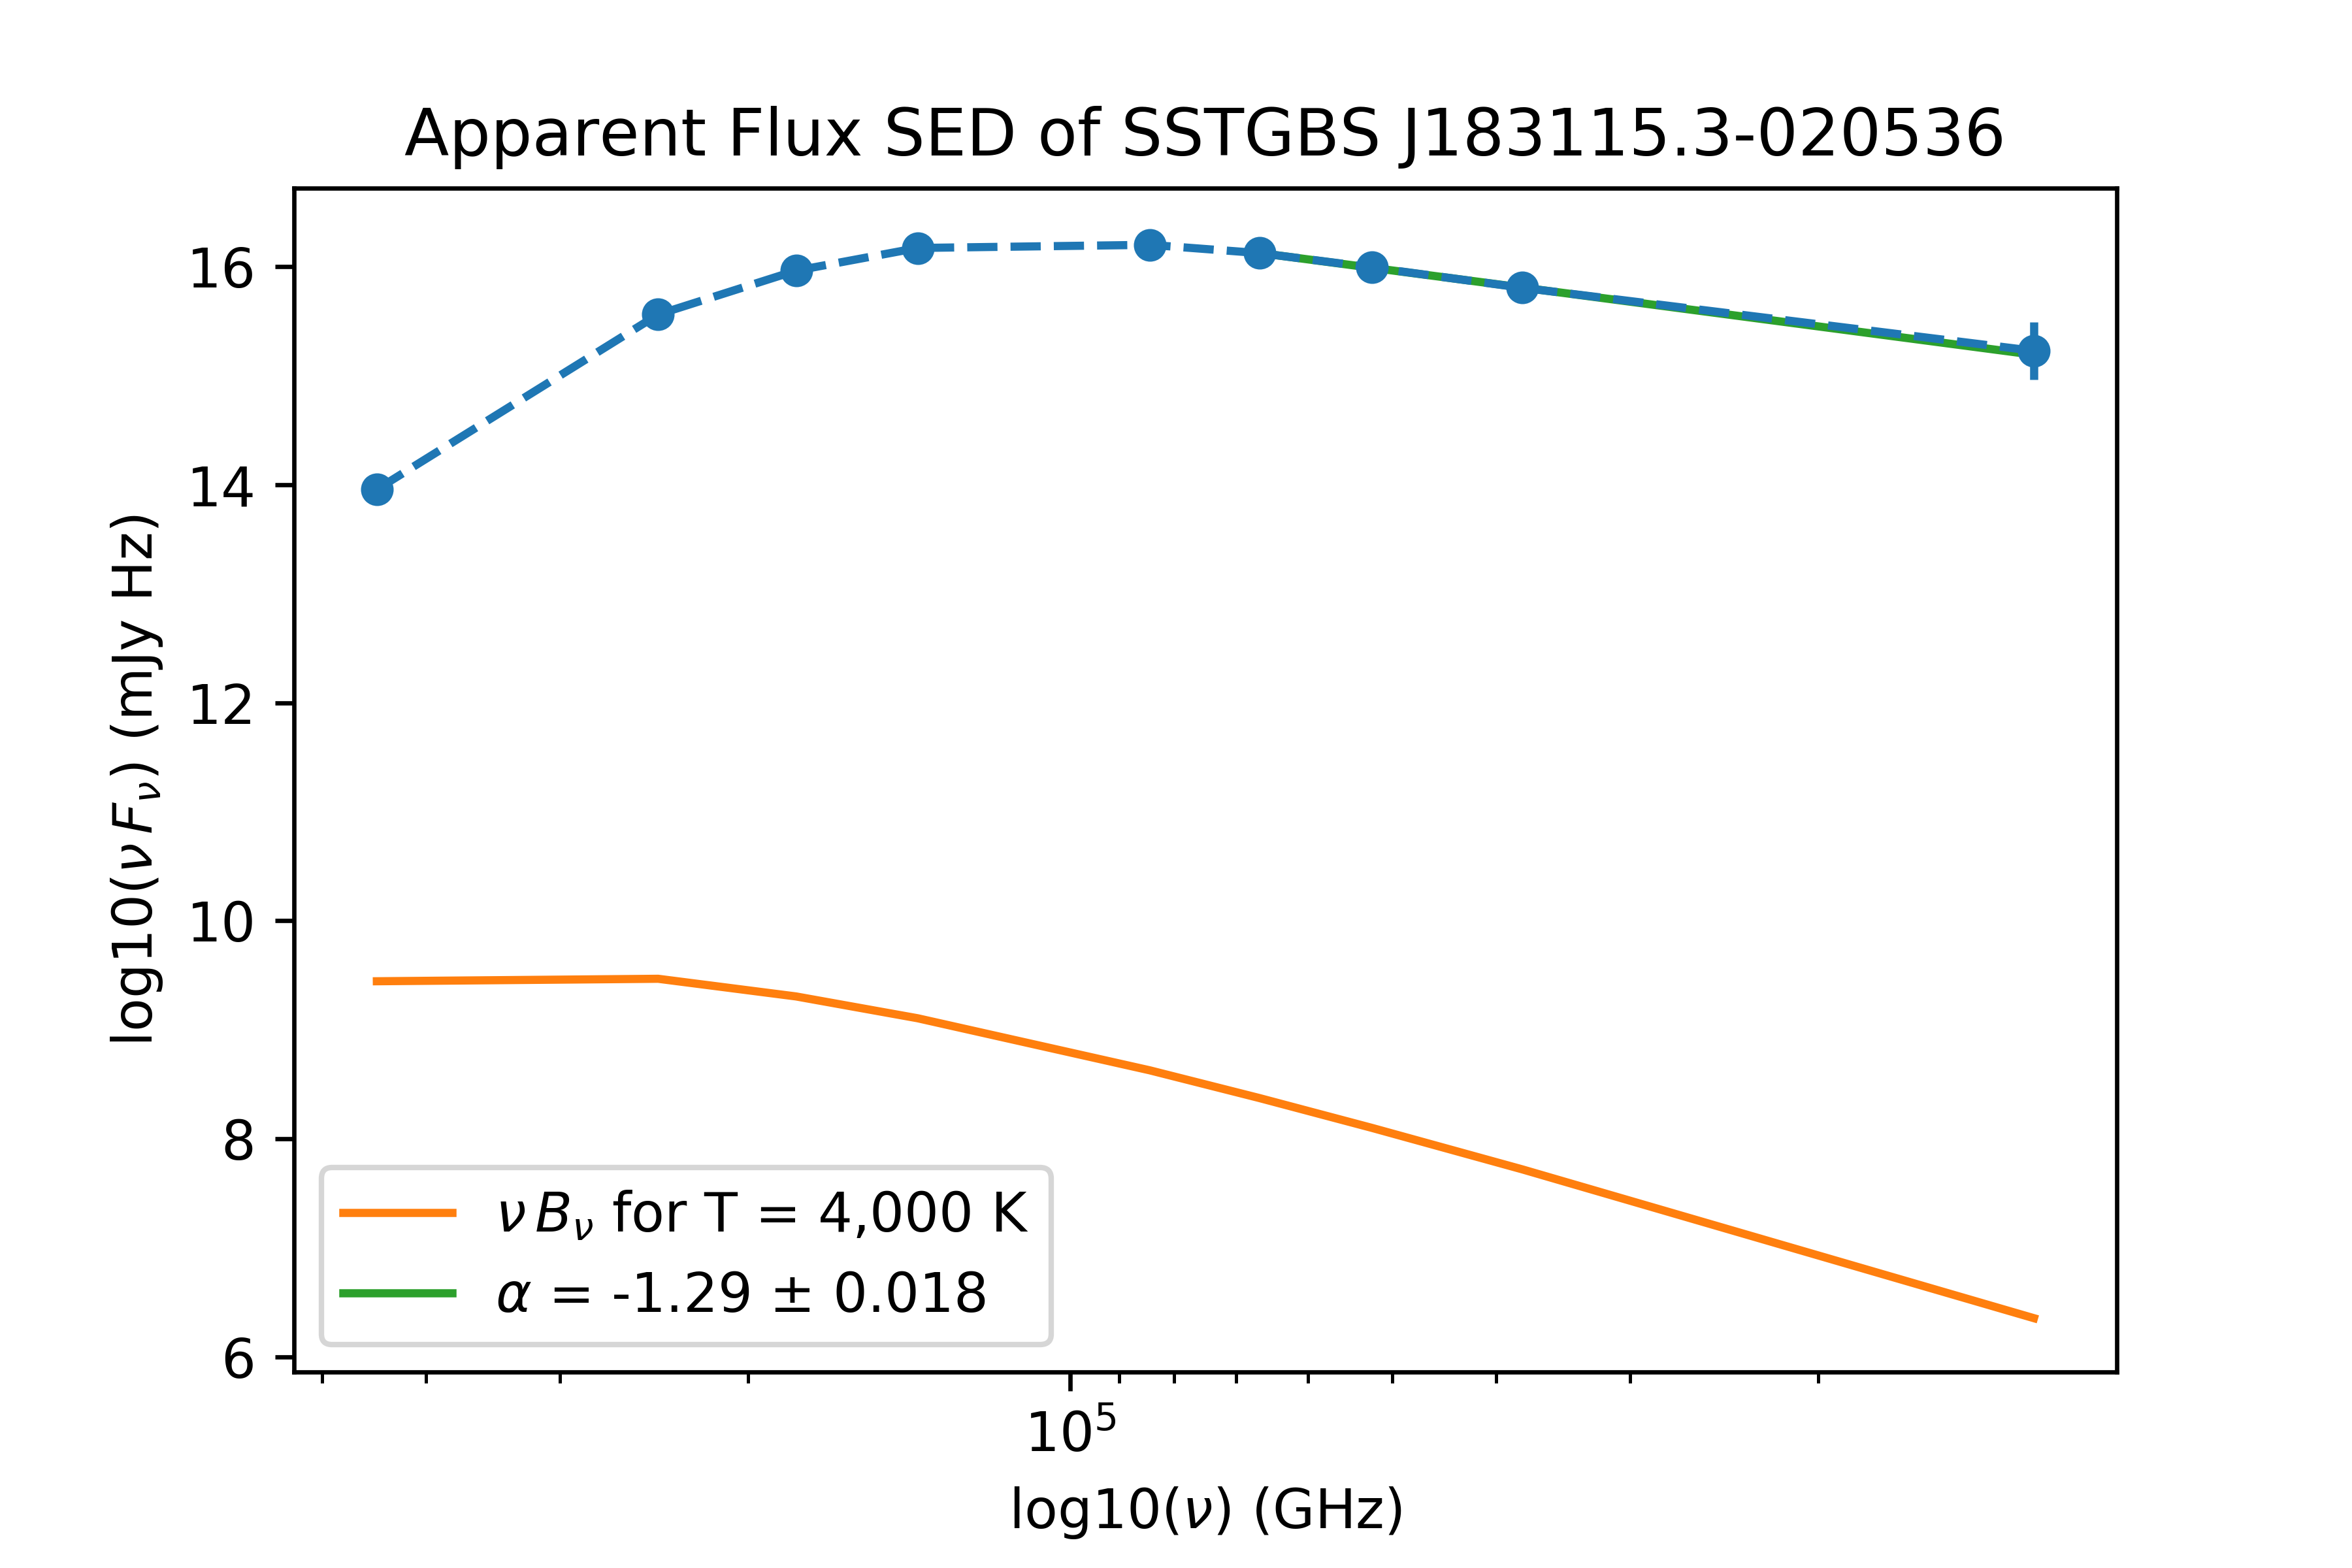 Apparent Flux SED of SSTGBS J183115.3-020536
log10(νFν) (mJy Hz)
16
14
12
10
8
6
νBν for T = 4,000 K
α = -1.29 ± 0.018
10⁵
log10(ν) (GHz)